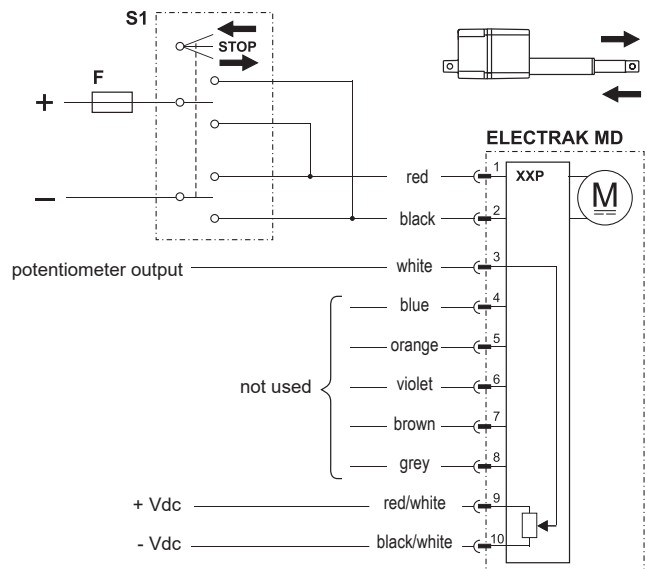 S1
STOP
F
+
–
ELECTRAK MD
XXP
M
red 1
black 2
potentiometer output white 3
not used
blue 4
orange 5
violet 6
brown 7
grey 8
+ Vdc red/white 9
- Vdc black/white 10